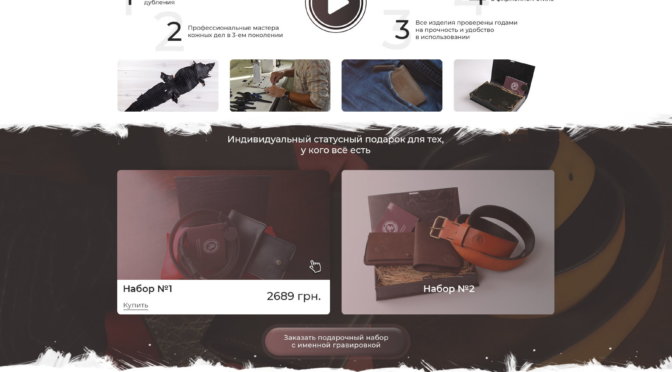 дубления
2
Профессиональные мастера
кожных дел в 3-ем поколении
3
Все изделия проверены годами
на прочность и удобство
в использовании
Индивидуальный статусный подарок для тех,
у кого всё есть
Набор №1
Купить
2689 грн.
Набор №2
Заказать подарочный набор
с именной гравировкой